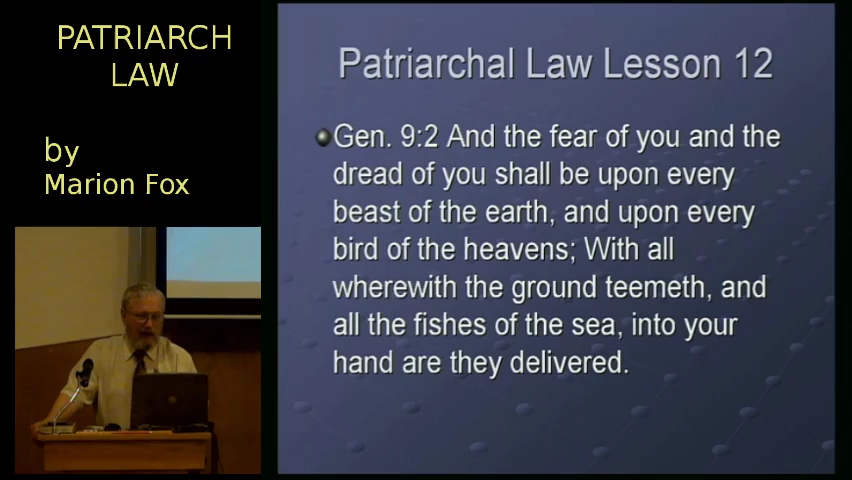 PATRIARCH
LAW
by
Marion Fox
Patriarchal Law Lesson 12
Gen. 9:2 And the fear of you and the
dread of you shall be upon every
beast of the earth, and upon every
bird of the heavens; With all
wherewith the ground teemeth, and
all the fishes of the sea, into your
hand are they delivered.